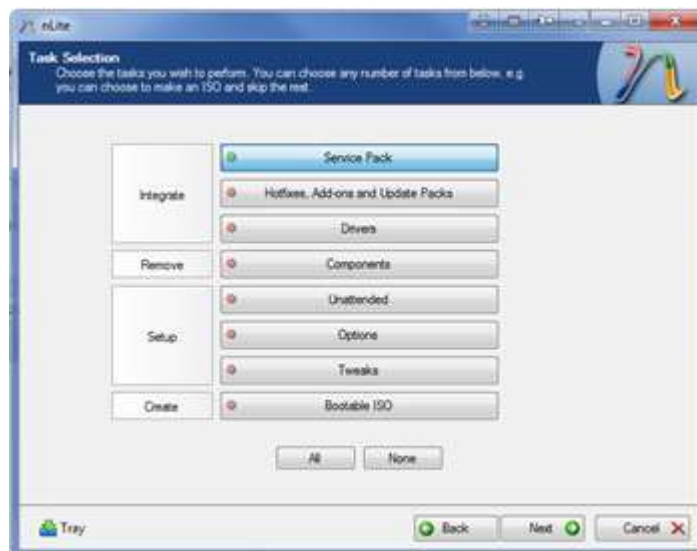 nLite
Task Selection
Choose the tasks you wish to perform. You can choose any number of tasks from below, e.g.
you can choose to make an ISO and skip the rest.
Integrate
Service Pack
Hotfixes, Add-ons and Update Packs
Drivers
Remove
Components
Setup
Unattended
Options
Tweaks
Create
Bootable ISO
All None
Tray Back Next Cancel